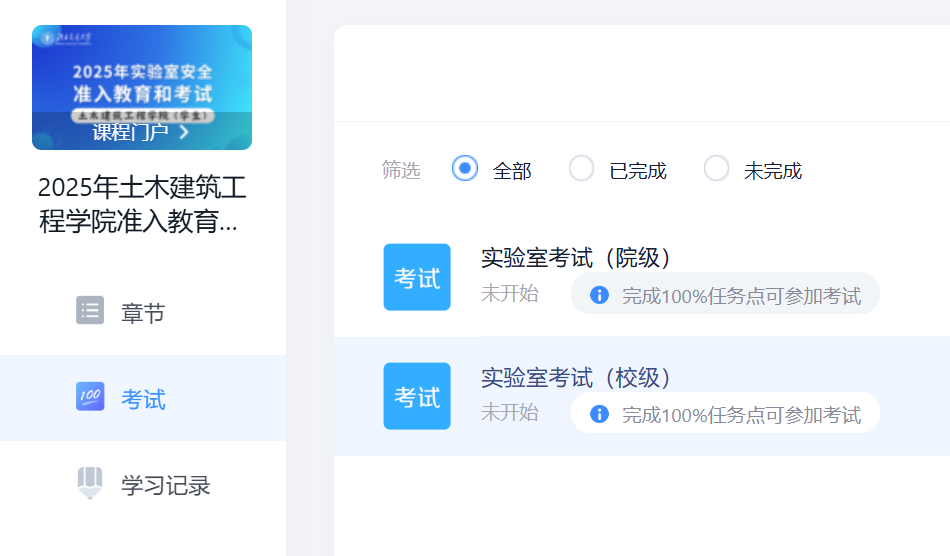 2025年实验室安全
准入教育和考试
土木建筑工程学院（学生）
课程门户
2025年土木建筑工
程学院准入教育...
章节
100
考试
学习记录
筛选
全部
已完成
未完成
考试
实验室考试（院级）
未开始
完成100%任务点可参加考试
考试
实验室考试（校级）
未开始
完成100%任务点可参加考试